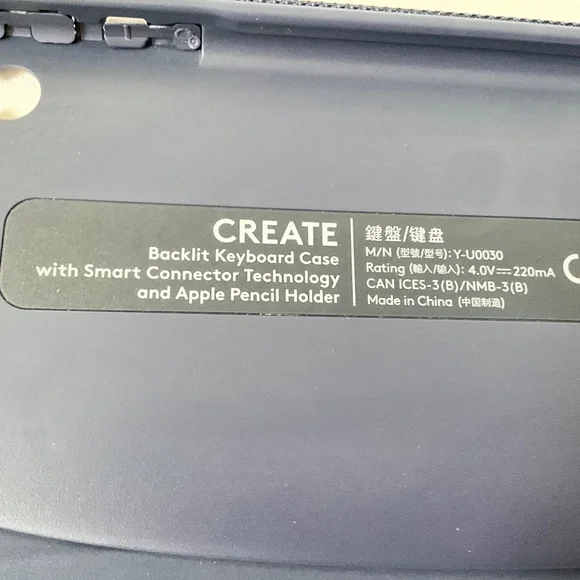 CREATE
Backlit Keyboard Case
with Smart Connector Technology
and Apple Pencil Holder
鍵盤/键盘
M/N (型號/型号): Y-U0030
Rating (輸入/输入): 4.0V⎓220mA
CAN ICES-3(B)/NMB-3(B)
Made in China (中国制造)